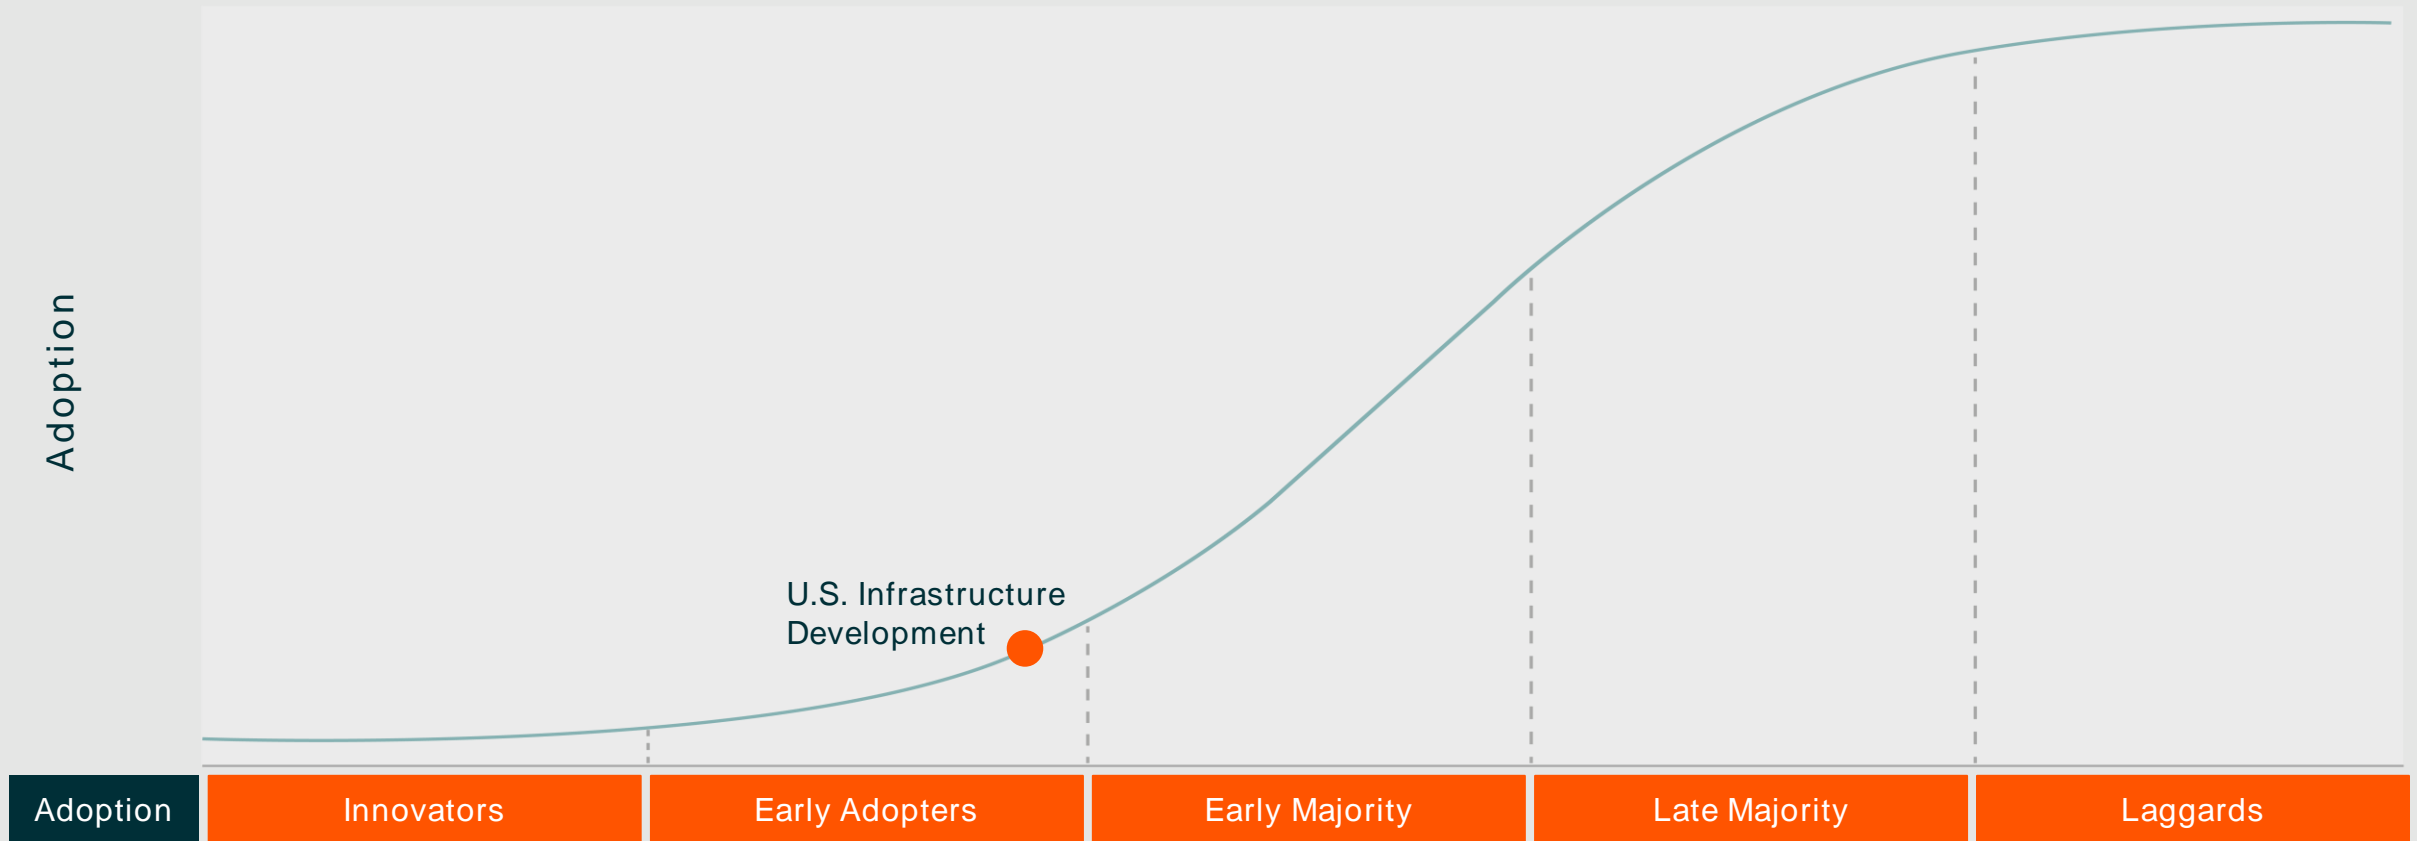 Adoption
U.S. Infrastructure
Development
Adoption
Innovators
Early Adopters
Early Majority
Late Majority
Laggards